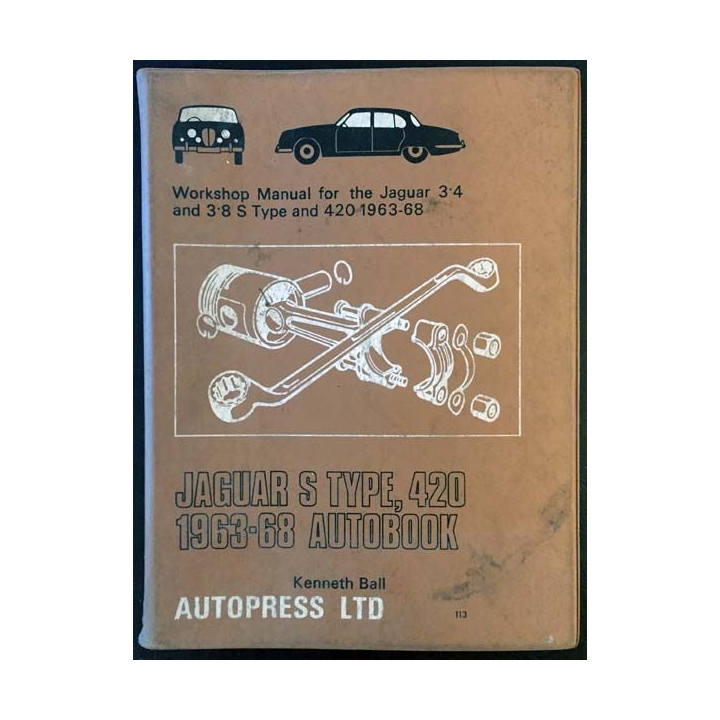 Workshop Manual for the Jaguar 3·4
and 3·8 S Type and 420 1963-68
JAGUAR S TYPE, 420
1963-68 AUTOBOOK
Kenneth Ball
AUTOPRESS LTD
113